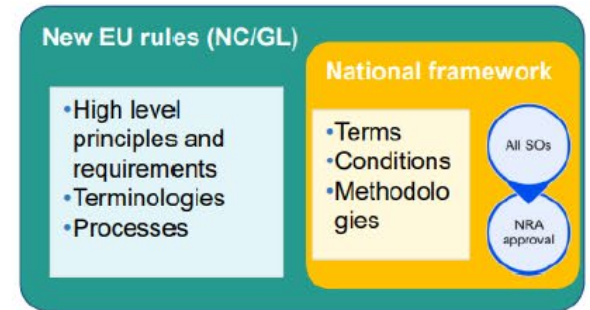 New EU rules (NC/GL)
•High level
principles and
requirements
•Terminologies
•Processes
National framework
•Terms
•Conditions
•Methodolo
gies
All SOs
NRA
approval